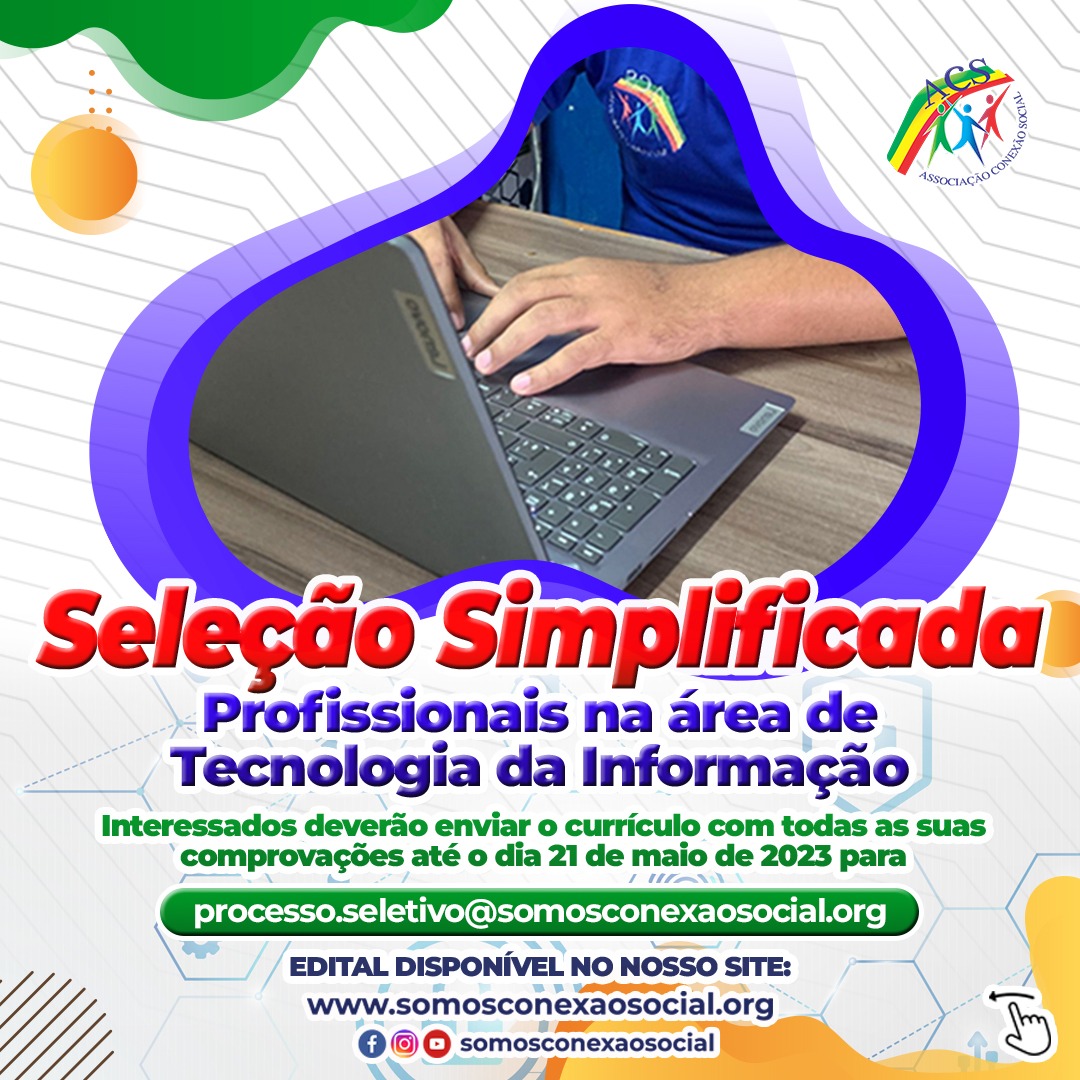 ACS
ASSOCIAÇÃO CONEXÃO SOCIAL
lenovo
Lenovo
Seleção Simplificada
Profissionais na área de
Tecnologia da Informação
Interessados deverão enviar o currículo com todas as suas
comprovações até o dia 21 de maio de 2023 para
processo.seletivo@somosconexaosocial.org
EDITAL DISPONÍVEL NO NOSSO SITE:
www.somosconexaosocial.org
somosconexaosocial